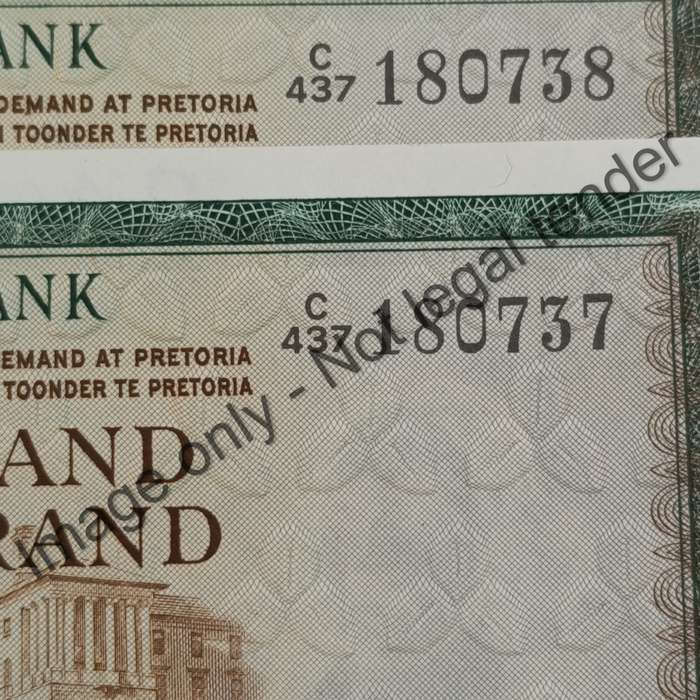 ANK
C
437 180738
DEMAND AT PRETORIA
TOONDER TE PRETORIA
ANK
C
437 180737
EMAND AT PRETORIA
TOONDER TE PRETORIA
AND
RAND
Image only - Not legal tender